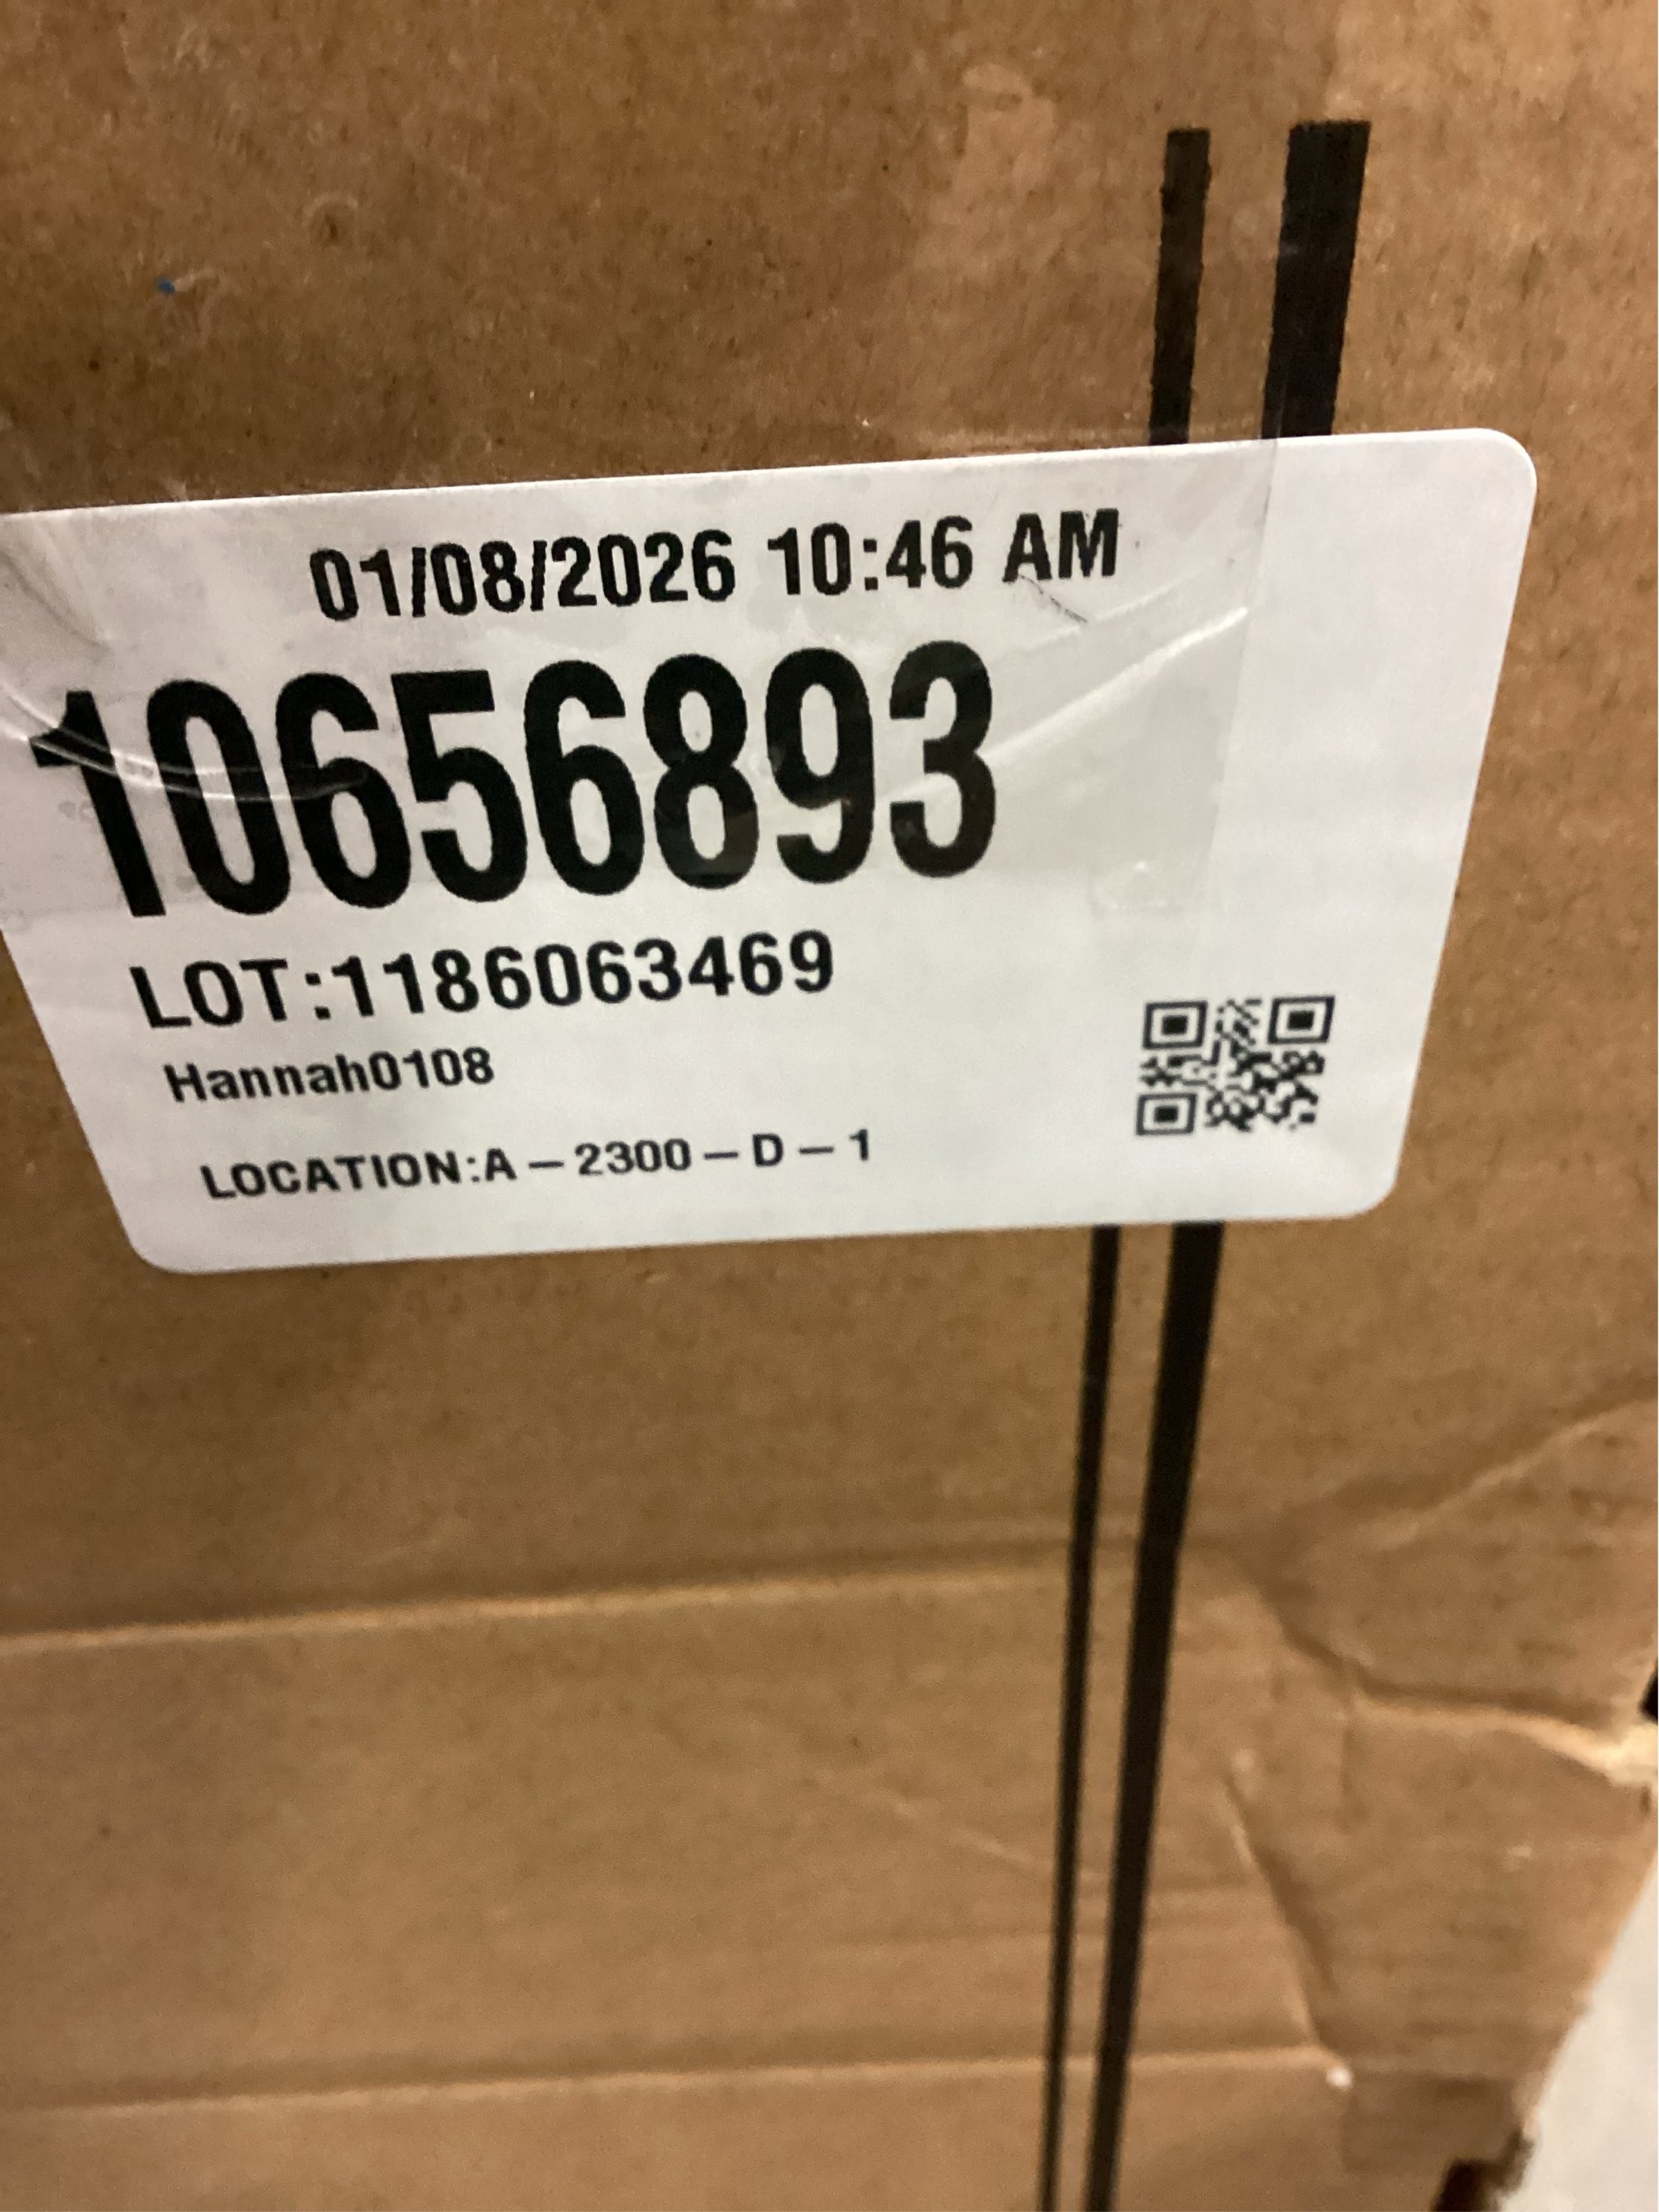 01/08/2026 10:46 AM
10656893
LOT:1186063469
Hannah0108
LOCATION:A – 2300 – D – 1